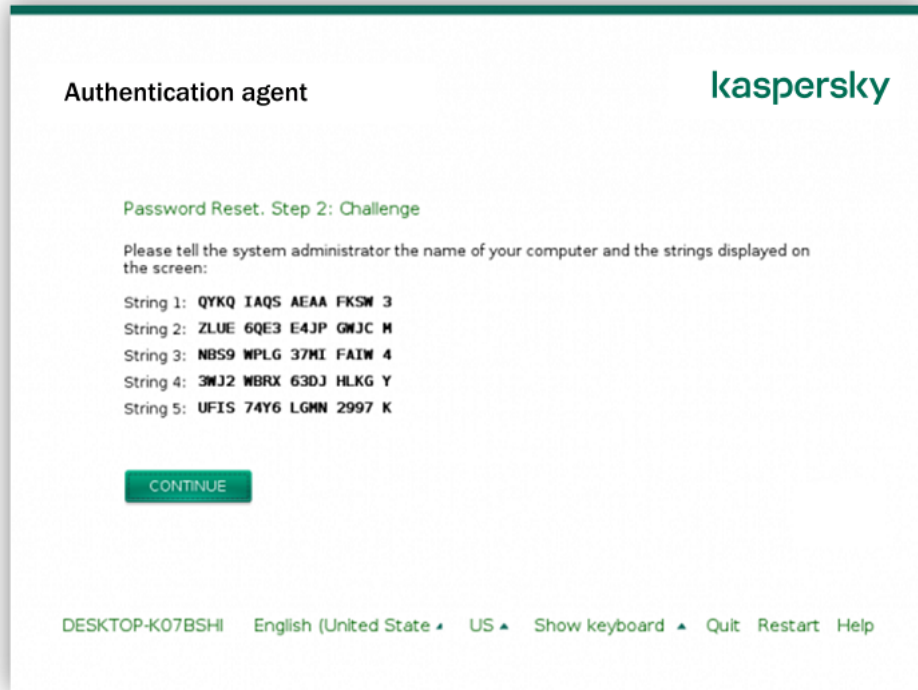 Authentication agent
kaspersky
Password Reset. Step 2: Challenge
Please tell the system administrator the name of your computer and the strings displayed on
the screen:
String 1: QYKQ IAQS AEAA FKSW 3
String 2: ZLUE 6QE3 E4JP GWJC M
String 3: NBS9 WPLG 37MI FAIW 4
String 4: 3WJ2 WBRX 63DJ HLKG Y
String 5: UFIS 74Y6 LGMN 2997 K
CONTINUE
DESKTOP-K07BSHI English (United State US Show keyboard Quit Restart Help